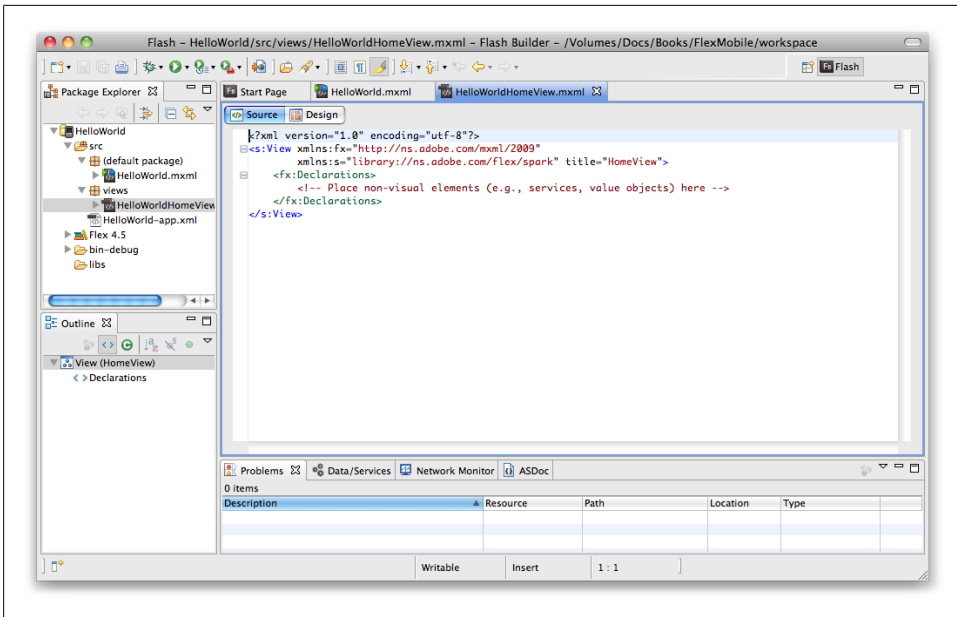 Flash – HelloWorld/src/views/HelloWorldHomeView.mxml – Flash Builder – /Volumes/Docs/Books/FlexMobile/workspace
Fb Flash
Package Explorer
HelloWorld
src
(default package)
HelloWorld.mxml
views
HelloWorldHomeView
HelloWorld-app.xml
Flex 4.5
bin-debug
libs
Outline
View (HomeView)
Declarations
Fb Start Page
HelloWorld.mxml
HelloWorldHomeView.mxml
Source
Design
<?xml version="1.0" encoding="utf-8"?>
<s:View xmlns:fx="http://ns.adobe.com/mxml/2009"
xmlns:s="library://ns.adobe.com/flex/spark" title="HomeView">
<fx:Declarations>
<!-- Place non-visual elements (e.g., services, value objects) here -->
</fx:Declarations>
</s:View>
Problems
Data/Services
Network Monitor
ASDoc
0 items
Description Resource Path Location Type
Writable Insert 1 : 1